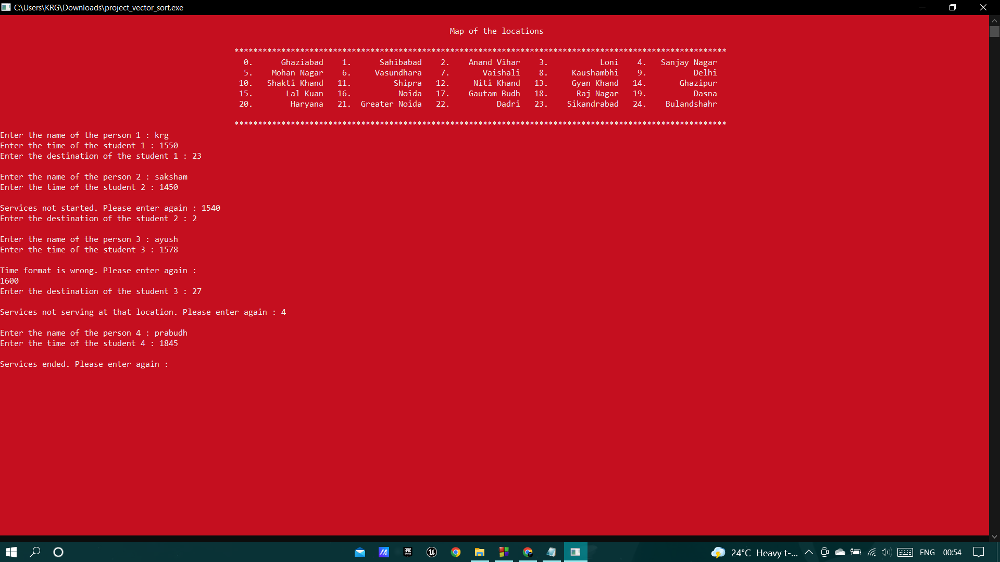 C:\Users\KRG\Downloads\project_vector_sort.exe
Map of the locations
*********************************************************************************************************
0. Ghaziabad 1. Sahibabad 2. Anand Vihar 3. Loni 4. Sanjay Nagar
5. Mohan Nagar 6. Vasundhara 7. Vaishali 8. Kaushambhi 9. Delhi
10. Shakti Khand 11. Shipra 12. Niti Khand 13. Gyan Khand 14. Ghazipur
15. Lal Kuan 16. Noida 17. Gautam Budh 18. Raj Nagar 19. Dasna
20. Haryana 21. Greater Noida 22. Dadri 23. Sikandrabad 24. Bulandshahr
*********************************************************************************************************
Enter the name of the person 1 : krg
Enter the time of the student 1 : 1550
Enter the destination of the student 1 : 23
Enter the name of the person 2 : saksham
Enter the time of the student 2 : 1450
Services not started. Please enter again : 1540
Enter the destination of the student 2 : 2
Enter the name of the person 3 : ayush
Enter the time of the student 3 : 1578
Time format is wrong. Please enter again :
1600
Enter the destination of the student 3 : 27
Services not serving at that location. Please enter again : 4
Enter the name of the person 4 : prabudh
Enter the time of the student 4 : 1845
Services ended. Please enter again :
EPIC GAMES
24°C Heavy t-... ENG 00:54